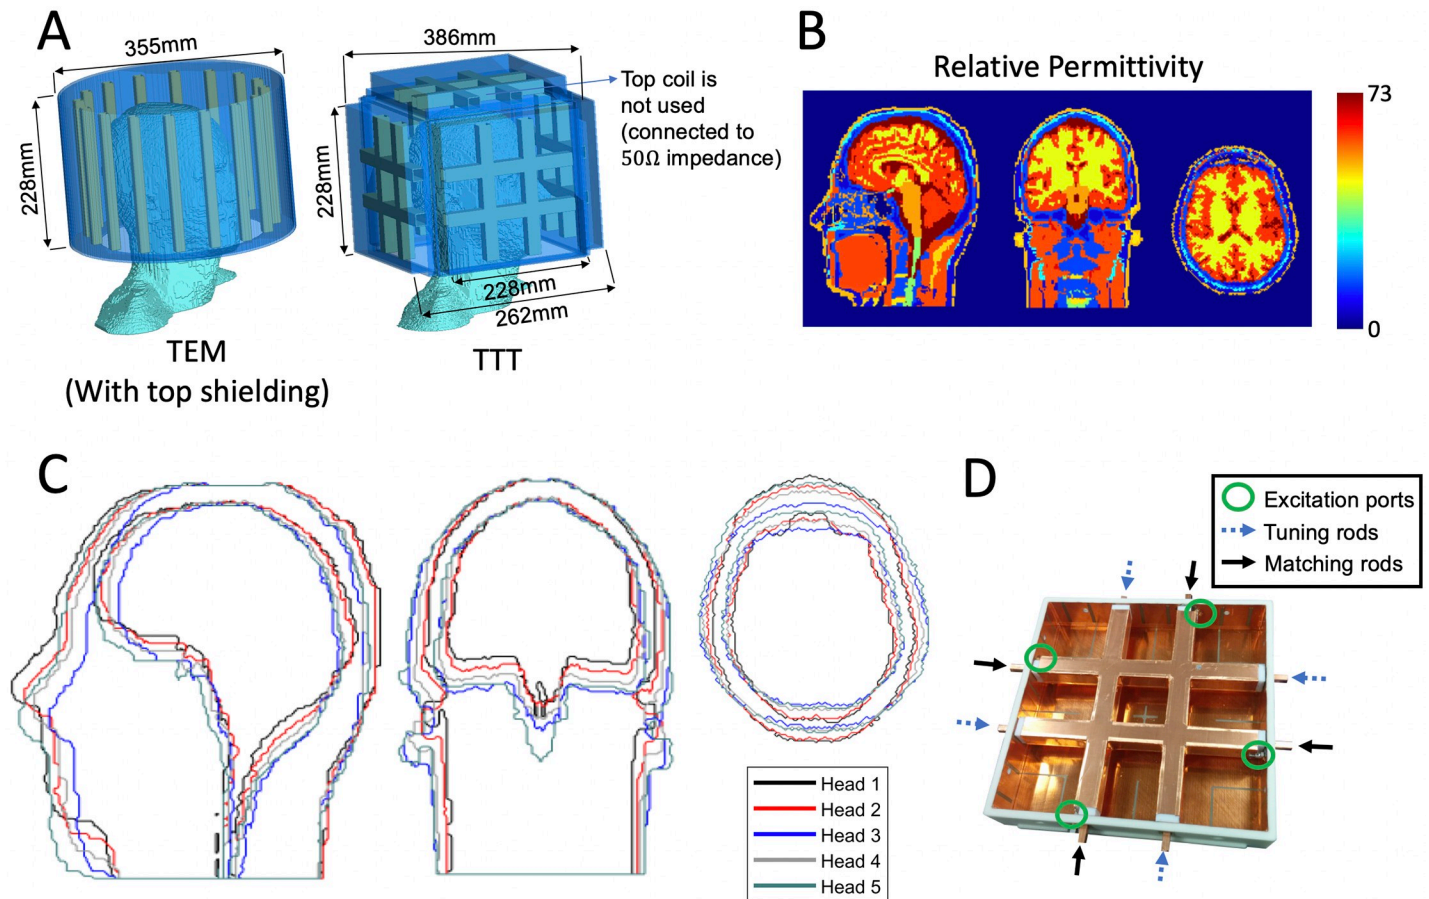 A
355mm
228mm
TEM
(With top shielding)
386mm
228mm
228mm
262mm
TTT
Top coil is
not used
(connected to
50Ω impedance)
B
Relative Permittivity
73
0
C
Head 1
Head 2
Head 3
Head 4
Head 5
D
Excitation ports
Tuning rods
Matching rods